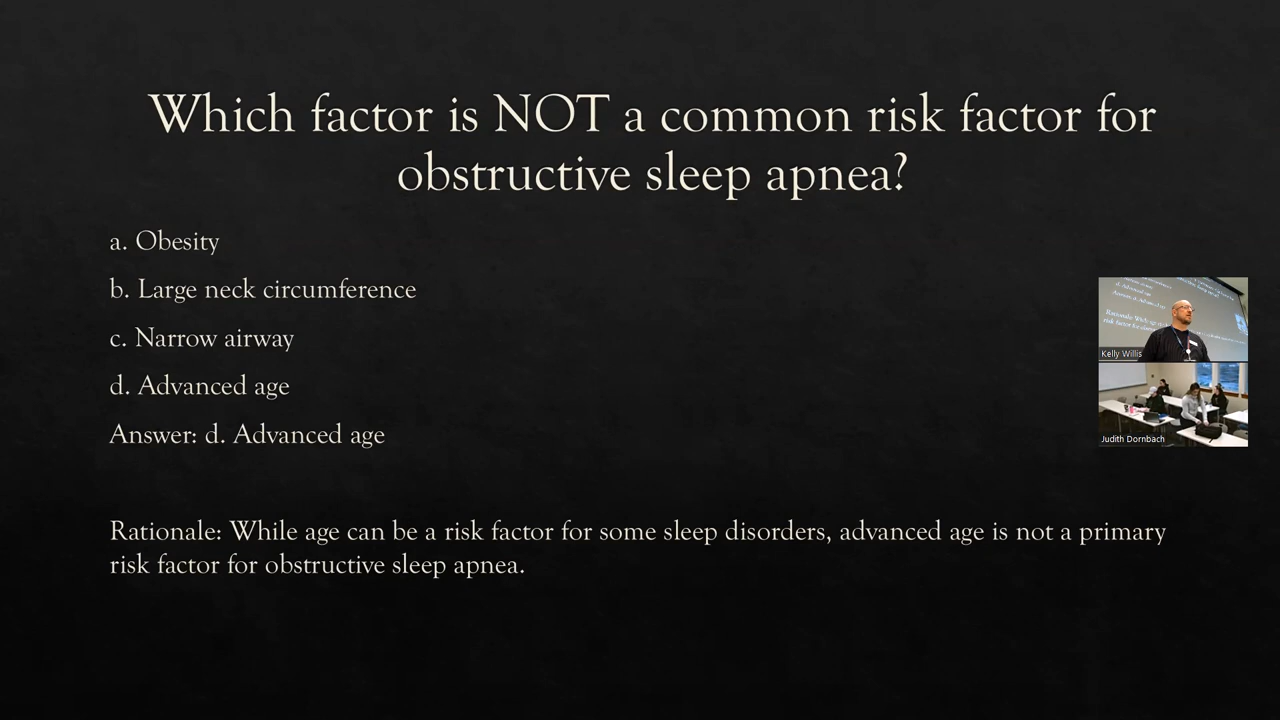 Which factor is NOT a common risk factor for
obstructive sleep apnea?
a. Obesity
b. Large neck circumference
c. Narrow airway
d. Advanced age
Answer: d. Advanced age
Rationale: While age can be a risk factor for some sleep disorders, advanced age is not a primary
risk factor for obstructive sleep apnea.
Kelly Willis
Judith Dornbach